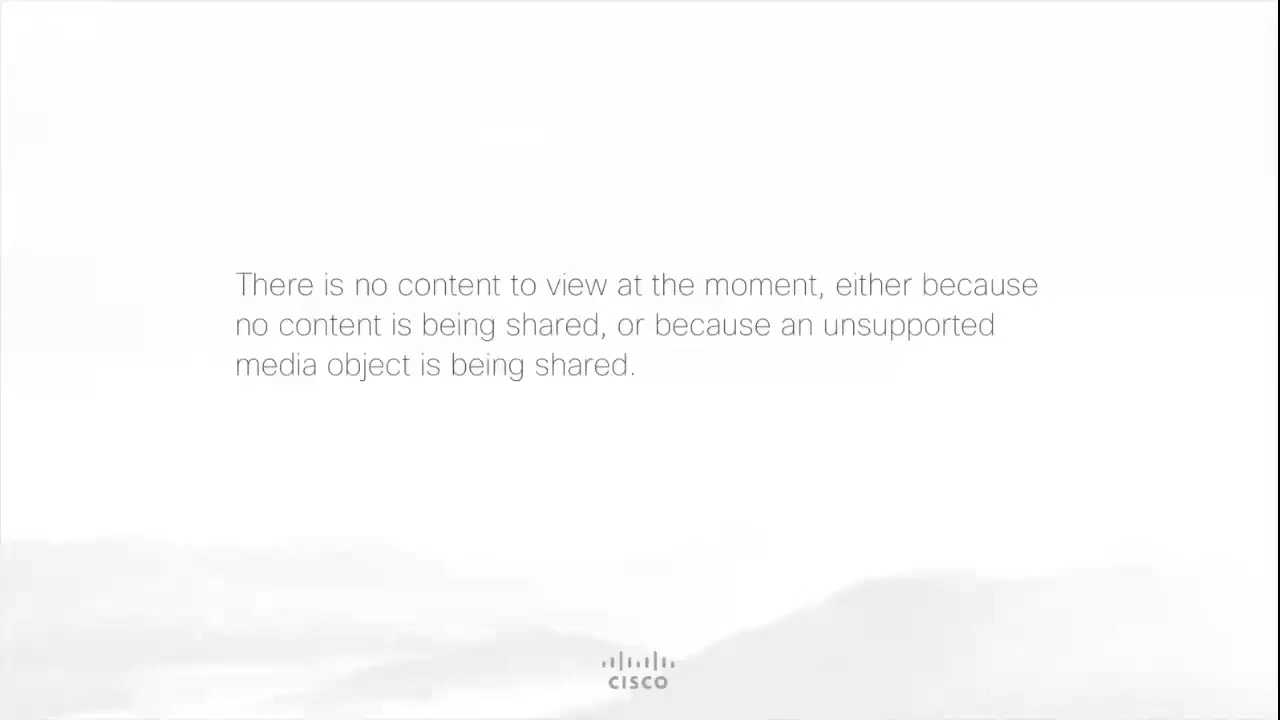 There is no content to view at the moment, either because
no content is being shared, or because an unsupported
media object is being shared.
CISCO